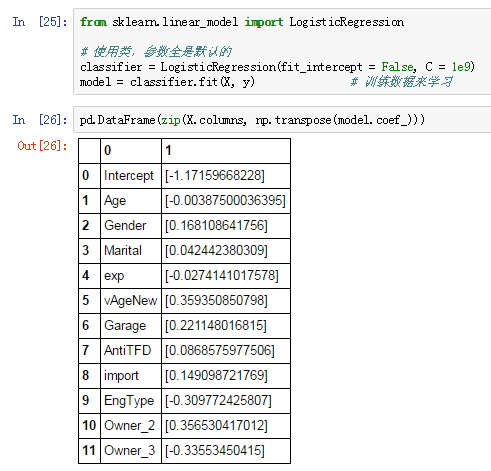 In [25]: from sklearn.linear_model import LogisticRegression
# 使用类，参数全是默认的
classifier = LogisticRegression(fit_intercept = False, C = 1e9)
model = classifier.fit(X, y) # 训练数据来学习
In [26]: pd.DataFrame(zip(X.columns, np.transpose(model.coef_)))
Out[26]:
0 1
0 Intercept [-1.17159668228]
1 Age [-0.00387500036395]
2 Gender [0.168108641756]
3 Marital [0.042442380309]
4 exp [-0.0274141017578]
5 vAgeNew [0.359350850798]
6 Garage [0.221148016815]
7 AntiTFD [0.0868575977506]
8 import [0.149098721769]
9 EngType [-0.309772425807]
10 Owner_2 [0.356530417012]
11 Owner_3 [-0.33553450415]